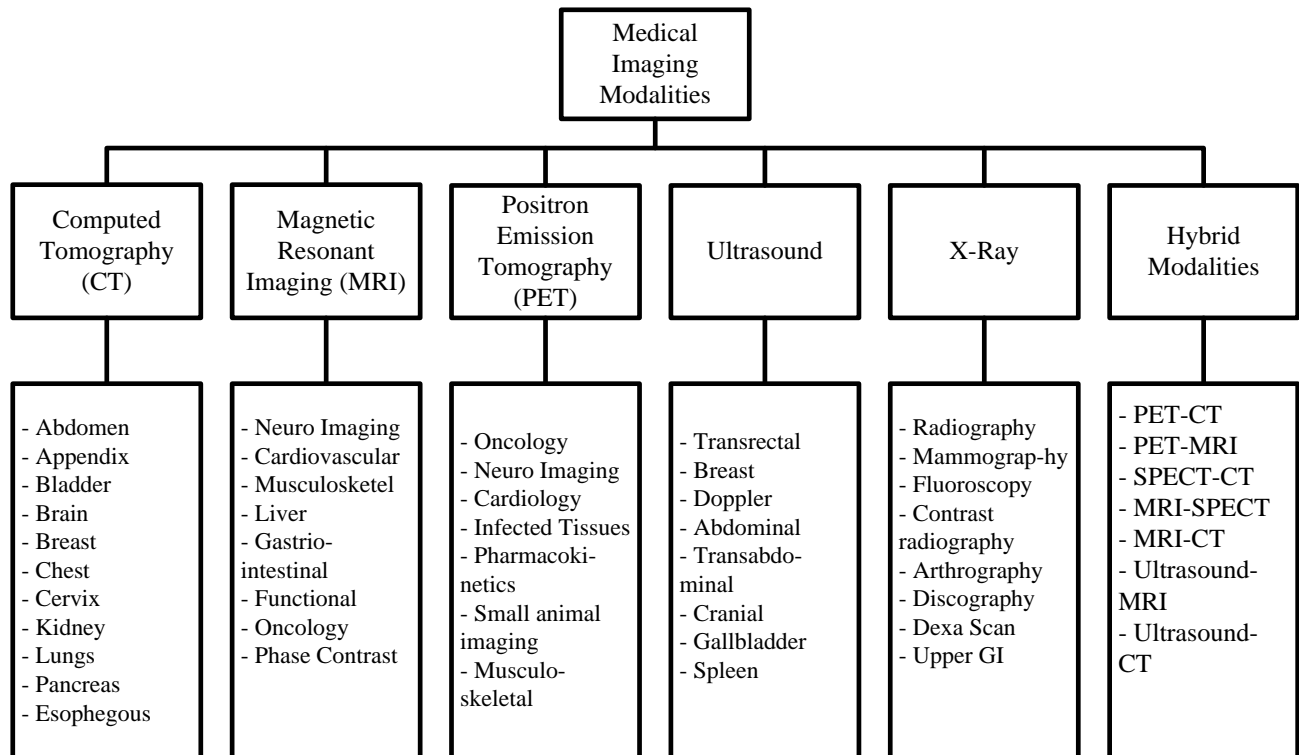 Medical
Imaging
Modalities
Computed
Tomography
(CT)
Magnetic
Resonant
Imaging (MRI)
Positron
Emission
Tomography
(PET)
Ultrasound
X-Ray
Hybrid
Modalities
- Abdomen
- Appendix
- Bladder
- Brain
- Breast
- Chest
- Cervix
- Kidney
- Lungs
- Pancreas
- Esophegous
- Neuro Imaging
- Cardiovascular
- Musculosketel
- Liver
- Gastrio-
intestinal
- Functional
- Oncology
- Phase Contrast
- Oncology
- Neuro Imaging
- Cardiology
- Infected Tissues
- Pharmacoki-
netics
- Small animal
imaging
- Musculo-
skeletal
- Transrectal
- Breast
- Doppler
- Abdominal
- Transabdo-
minal
- Cranial
- Gallbladder
- Spleen
- Radiography
- Mammograp-hy
- Fluoroscopy
- Contrast
radiography
- Arthrography
- Discography
- Dexa Scan
- Upper GI
- PET-CT
- PET-MRI
- SPECT-CT
- MRI-SPECT
- MRI-CT
- Ultrasound-
MRI
- Ultrasound-
CT